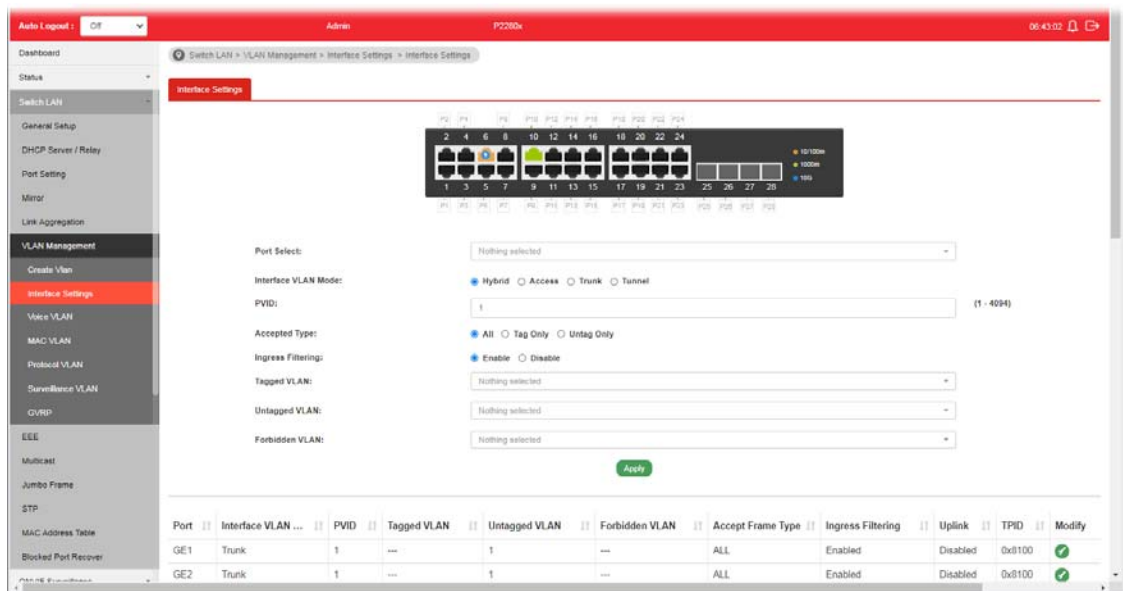 Auto Logout : Off Admin P2280x 06:43:02
Dashboard
Status
Switch LAN
General Setup
DHCP Server / Relay
Port Setting
Mirror
Link Aggregation
VLAN Management
Create Vlan
Interface Settings
Voice VLAN
MAC VLAN
Protocol VLAN
Surveillance VLAN
GVRP
EEE
Multicast
Jumbo Frame
STP
MAC Address Table
Blocked Port Recover
Switch LAN > VLAN Management > Interface Settings > Interface Settings
Interface Settings
2 4 6 8 10 12 14 16 18 20 22 24
10/100m
1000m
10G
1 3 5 7 9 11 13 15 17 19 21 23 25 26 27 28
Port Select: Nothing selected
Interface VLAN Mode: Hybrid Access Trunk Tunnel
PVID: 1 (1 - 4094)
Accepted Type: All Tag Only Untag Only
Ingress Filtering: Enable Disable
Tagged VLAN: Nothing selected
Untagged VLAN: Nothing selected
Forbidden VLAN: Nothing selected
Apply
Port Interface VLAN ... PVID Tagged VLAN Untagged VLAN Forbidden VLAN Accept Frame Type Ingress Filtering Uplink TPID Modify
GE1 Trunk 1 --- 1 --- ALL Enabled Disabled 0x8100
GE2 Trunk 1 --- 1 --- ALL Enabled Disabled 0x8100